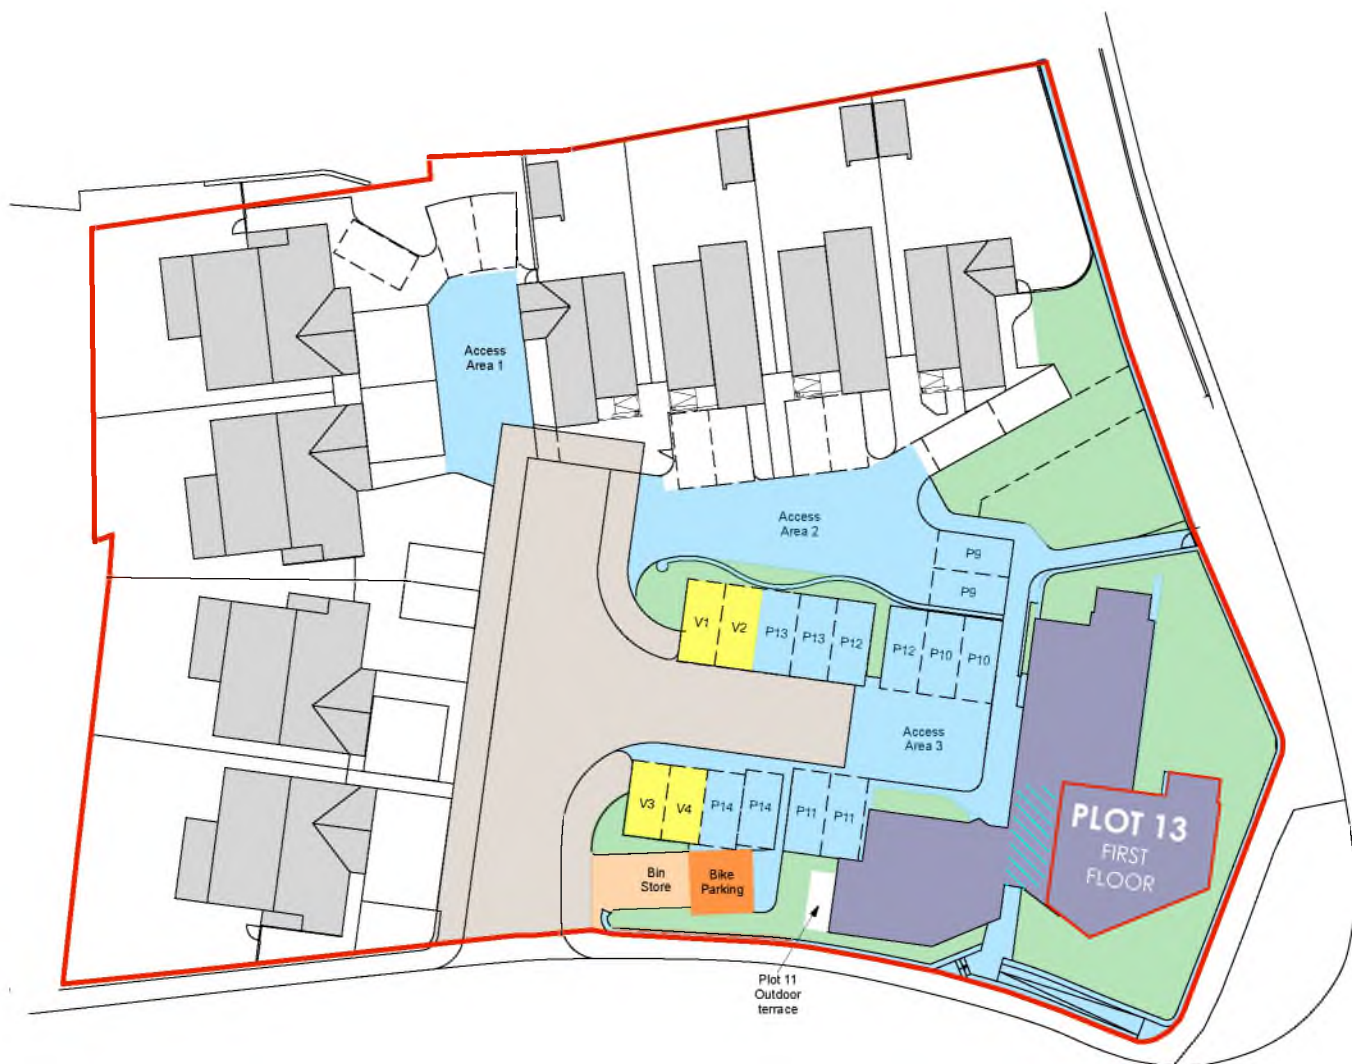 Access
Area 1
Access
Area 2
P9
P9
V1
V2
P13
P13
P12
P12
P10
P10
Access
Area 3
V3
V4
P14
P14
P11
P11
PLOT 13
FIRST
FLOOR
Bin
Store
Bike
Parking
Plot 11
Outdoor
terrace